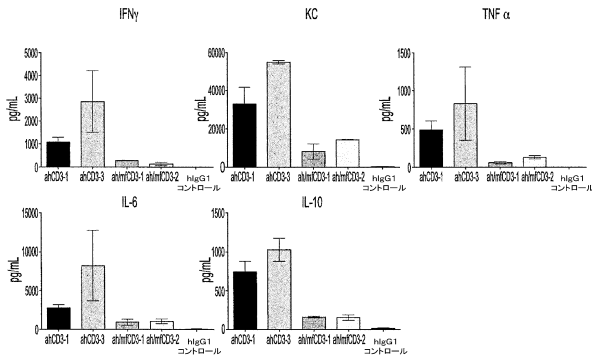 IFNγ
pg/mL
5000
4000
3000
2000
1000
0
ahCD3-1
ahCD3-3
ah/mfCD3-1
ah/mfCD3-2
hIgG1
コントロール
KC
pg/mL
60000
40000
20000
0
ahCD3-1
ahCD3-3
ah/mfCD3-1
ah/mfCD3-2
hIgG1
コントロール
TNF α
pg/mL
1500
1000
500
0
ahCD3-1
ahCD3-3
ah/mfCD3-1
ah/mfCD3-2
hIgG1
コントロール
IL-6
pg/mL
15000
10000
5000
0
ahCD3-1
ahCD3-3
ah/mfCD3-1
ah/mfCD3-2
hIgG1
コントロール
IL-10
pg/mL
1500
1000
500
0
ahCD3-1
ahCD3-3
ah/mfCD3-1
ah/mfCD3-2
hIgG1
コントロール